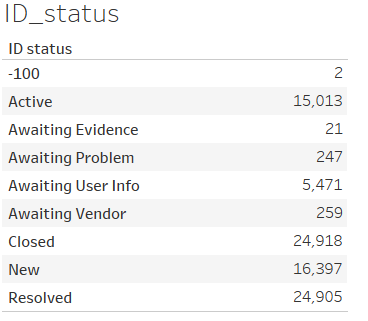 ID_status
ID status
-100 2
Active 15,013
Awaiting Evidence 21
Awaiting Problem 247
Awaiting User Info 5,471
Awaiting Vendor 259
Closed 24,918
New 16,397
Resolved 24,905